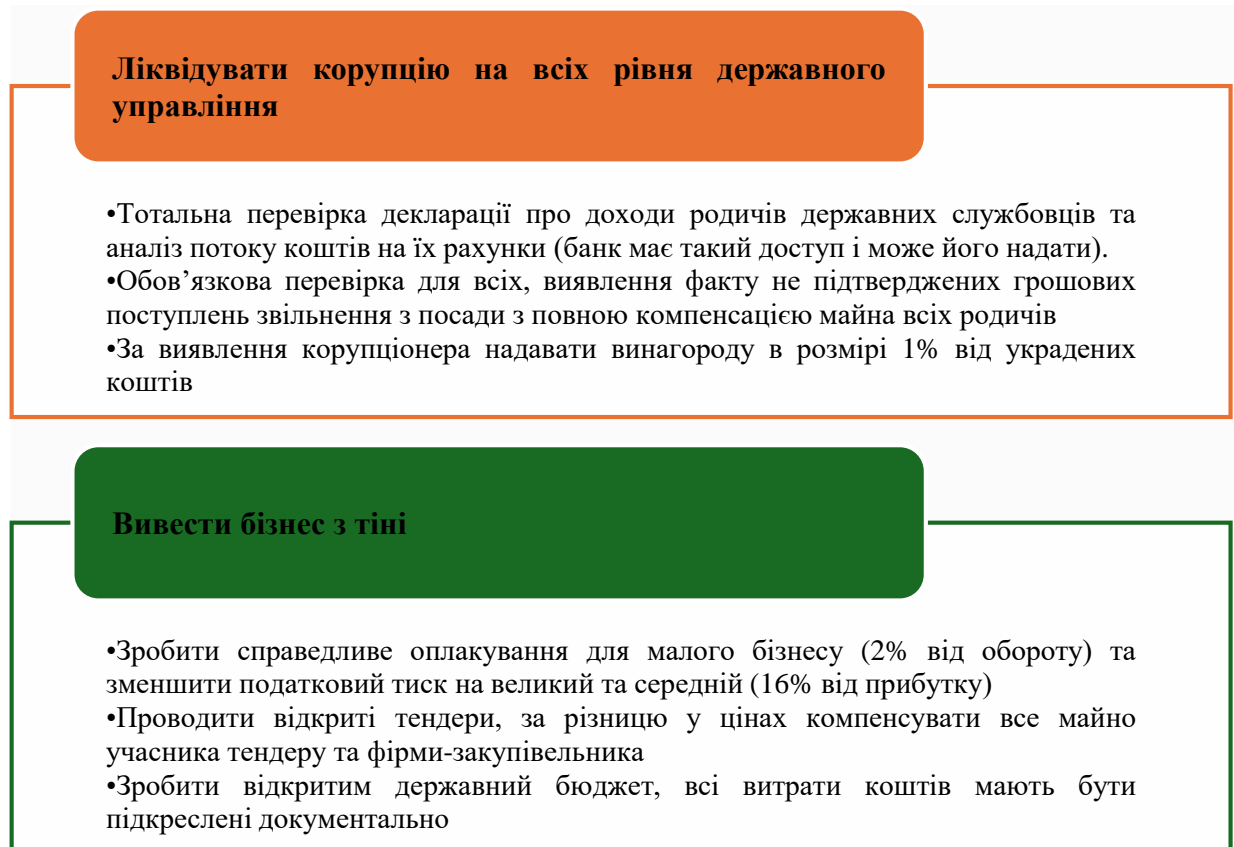 Ліквідувати корупцію на всіх рівня державного
управління
•Тотальна перевірка декларації про доходи родичів державних службовців та
аналіз потоку коштів на їх рахунки (банк має такий доступ і може його надати).
•Обов’язкова перевірка для всіх, виявлення факту не підтверджених грошових
поступлень звільнення з посади з повною компенсацією майна всіх родичів
•За виявлення корупціонера надавати винагороду в розмірі 1% від украдених
коштів
Вивести бізнес з тіні
•Зробити справедливе оплакування для малого бізнесу (2% від обороту) та
зменшити податковий тиск на великий та середній (16% від прибутку)
•Проводити відкриті тендери, за різницю у цінах компенсувати все майно
учасника тендеру та фірми-закупівельника
•Зробити відкритим державний бюджет, всі витрати коштів мають бути
підкреслені документально